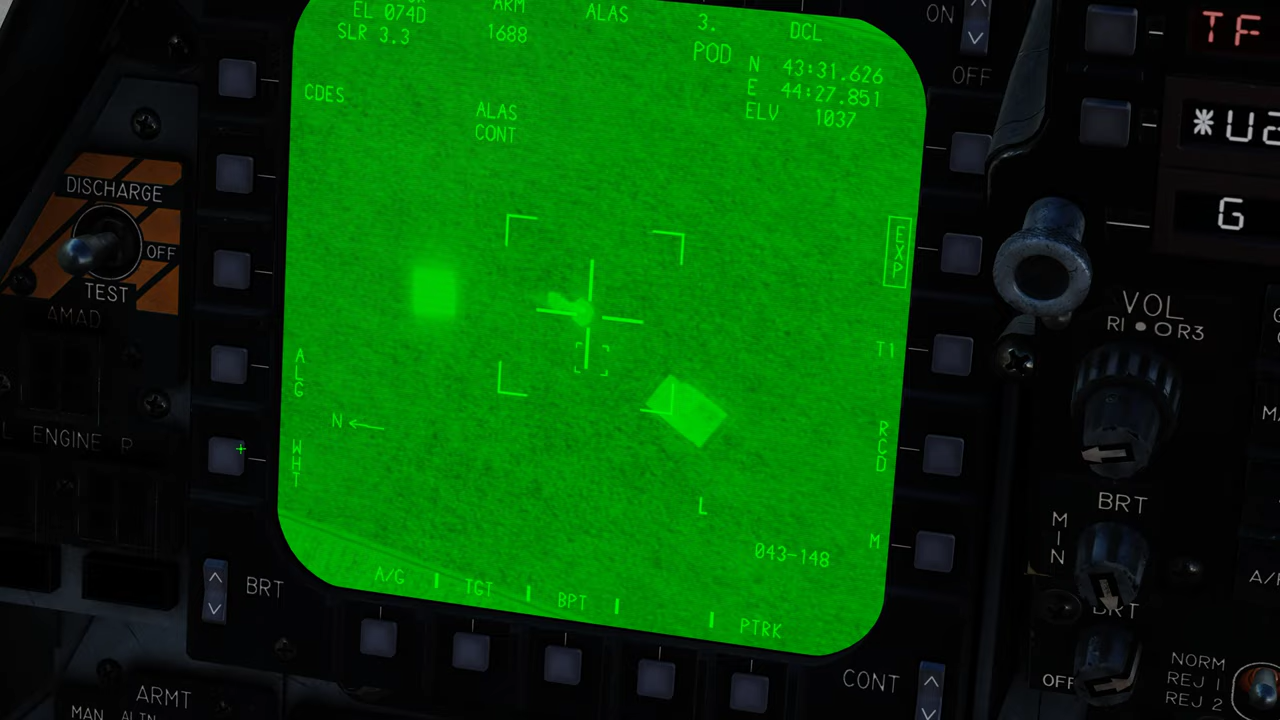 EL 074D
SLR 3.3
ARM
1688
ALAS
3.
DCL
POD
N 43:31.626
E 44:27.851
ELV 1037
CDES
ALAS
CONT
EXP
T1
ALG
N
WHT
RCD
L
M
043-148
A/G
TGT
BPT
PTRK
ON
OFF
TF
G
DISCHARGE
OFF
TEST
AMAD
L ENGINE R
BRT
ARMT
CONT
VOL
RI R3
BRT
MIN
BRT
OFF
NORM
REJ 1
REJ 2